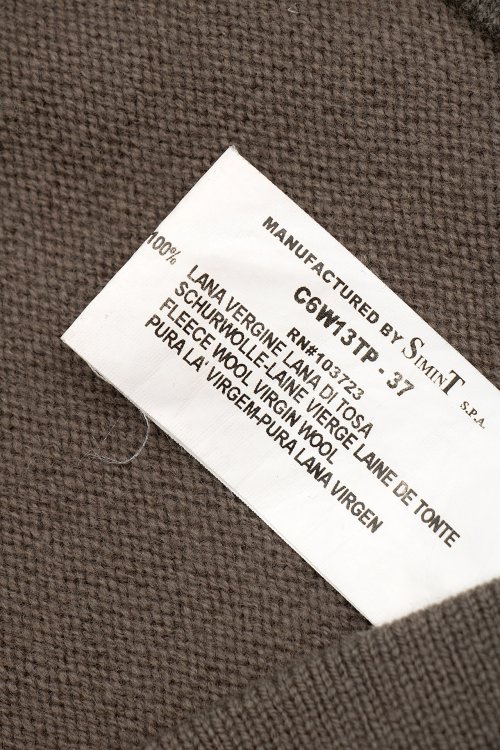 MANUFACTURED BY SIMINT S.P.A.
C6W13TP - 37
RN#103723
100%
LANA VERGINE LANA DI TOSA
SCHURWOLLE-LAINE VIERGE LAINE DE TONTE
FLEECE WOOL VIRGIN WOOL
PURA LA' VIRGEM-PURA LANA VIRGEN